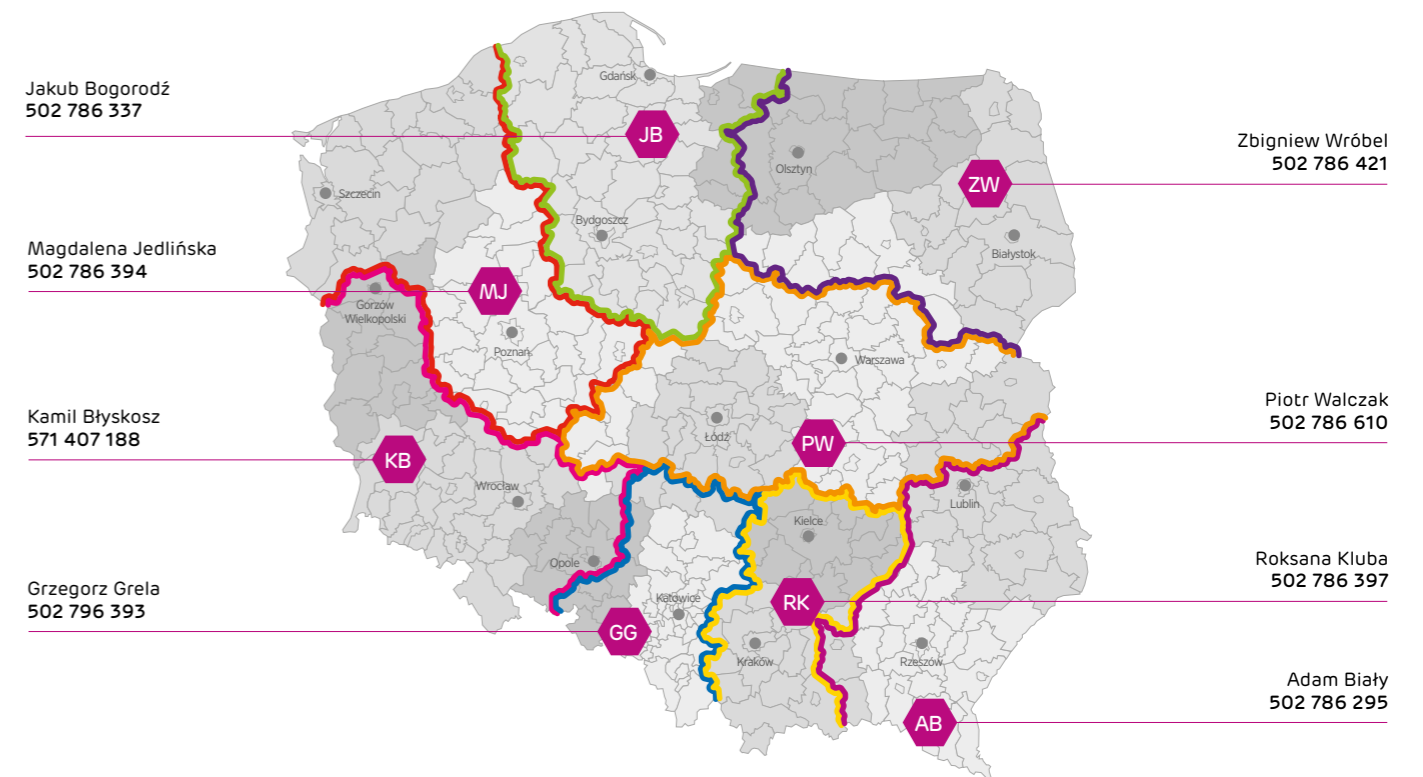 Jakub Bogorodź
502 786 337
Magdalena Jedlińska
502 786 394
Kamil Błyskosz
571 407 188
Grzegorz Grela
502 796 393
Gdańsk
JB
Olsztyn
ZW
Szczecin
Bydgoszcz
Białystok
MJ
Gorzów
Wielkopolski
Poznań
Warszawa
Łódź
PW
KB
Wrocław
Lublin
Kielce
Opole
Katowice
RK
GG
Kraków
Rzeszów
AB
Zbigniew Wróbel
502 786 421
Piotr Walczak
502 786 610
Roksana Kluba
502 786 397
Adam Biały
502 786 295